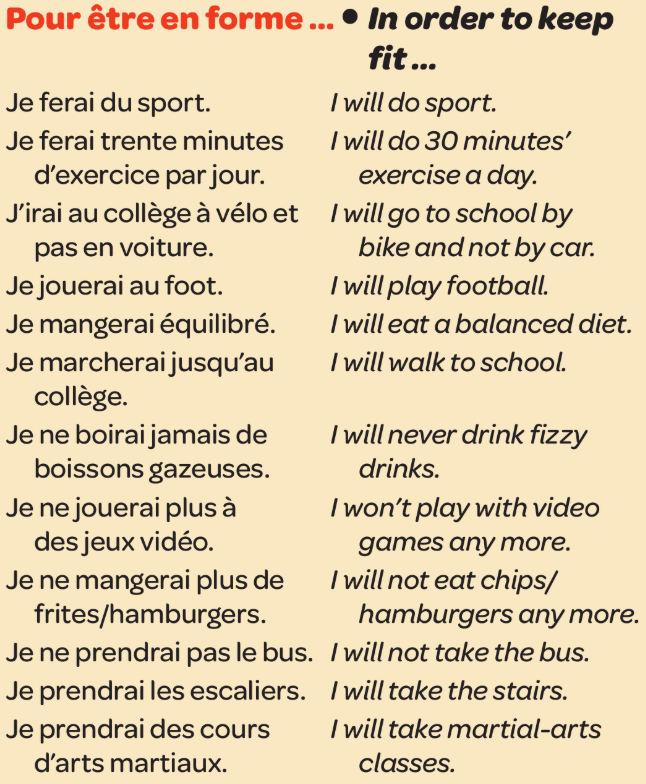 Pour être en forme ... • In order to keep
fit ...
Je ferai du sport. I will do sport.
Je ferai trente minutes I will do 30 minutes'
d'exercice par jour. exercise a day.
J'irai au collège à vélo et I will go to school by
pas en voiture. bike and not by car.
Je jouerai au foot. I will play football.
Je mangerai équilibré. I will eat a balanced diet.
Je marcherai jusqu'au I will walk to school.
collège.
Je ne boirai jamais de I will never drink fizzy
boissons gazeuses. drinks.
Je ne jouerai plus à I won't play with video
des jeux vidéo. games any more.
Je ne mangerai plus de I will not eat chips/
frites/hamburgers. hamburgers any more.
Je ne prendrai pas le bus. I will not take the bus.
Je prendrai les escaliers. I will take the stairs.
Je prendrai des cours I will take martial-arts
d'arts martiaux. classes.